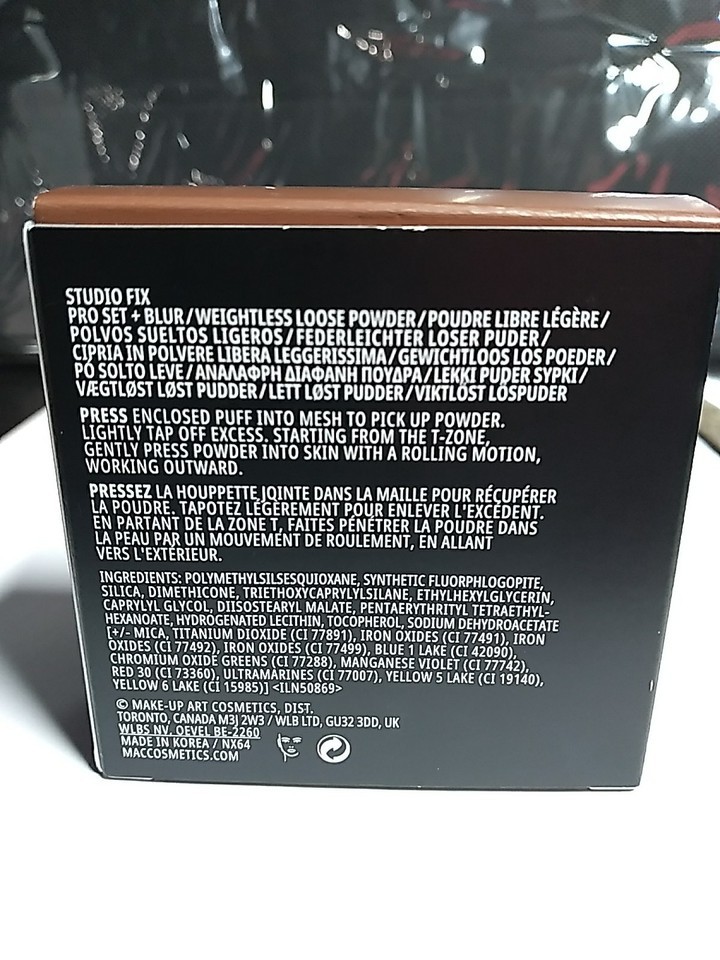 STUDIO FIX
PRO SET + BLUR / WEIGHTLESS LOOSE POWDER / POUDRE LIBRE LÉGÈRE /
POLVOS SUELTOS LIGEROS / FEDERLEICHTER LOSER PUDER /
CIPRIA IN POLVERE LIBERA LEGGERISSIMA / GEWICHTLOOS LOS POEDER /
PÓ SOLTO LEVE / ΑΝΑΛΑΦΡΗ ΔΙΑΦΑΝΗ ΠΟΥΔΡΑ / LEKKI PUDER SYPKI /
VÆGTLØST LØST PUDDER / LETT LØST PUDDER / VIKTLÖST LÖSPUDER
PRESS ENCLOSED PUFF INTO MESH TO PICK UP POWDER.
LIGHTLY TAP OFF EXCESS. STARTING FROM THE T-ZONE,
GENTLY PRESS POWDER INTO SKIN WITH A ROLLING MOTION,
WORKING OUTWARD.
PRESSEZ LA HOUPPETTE JOINTE DANS LA MAILLE POUR RÉCUPÉRER
LA POUDRE. TAPOTEZ LÉGÈREMENT POUR ENLEVER L'EXCÉDENT.
EN PARTANT DE LA ZONE T, FAITES PÉNÉTRER LA POUDRE DANS
LA PEAU PAR UN MOUVEMENT DE ROULEMENT, EN ALLANT
VERS L'EXTÉRIEUR.
INGREDIENTS: POLYMETHYLSILSESQUIOXANE, SYNTHETIC FLUORPHLOGOPITE,
SILICA, DIMETHICONE, TRIETHOXYCAPRYLYLSILANE, ETHYLHEXYLGLYCERIN,
CAPRYLYL GLYCOL, DIISOSTEARYL MALATE, PENTAERYTHRITYL TETRAETHYL-
HEXANOATE, HYDROGENATED LECITHIN, TOCOPHEROL, SODIUM DEHYDROACETATE
[+/- MICA, TITANIUM DIOXIDE (CI 77891), IRON OXIDES (CI 77491), IRON
OXIDES (CI 77492), IRON OXIDES (CI 77499), BLUE 1 LAKE (CI 42090),
CHROMIUM OXIDE GREENS (CI 77288), MANGANESE VIOLET (CI 77742),
RED 30 (CI 73360), ULTRAMARINES (CI 77007), YELLOW 5 LAKE (CI 19140),
YELLOW 6 LAKE (CI 15985)] <ILN50869>
© MAKE-UP ART COSMETICS, DIST.
TORONTO, CANADA M3J 2W3 / WLB LTD, GU32 3DD, UK
WLBS NV, OEVEL BE-2260
MADE IN KOREA / NX64
MACCOSMETICS.COM